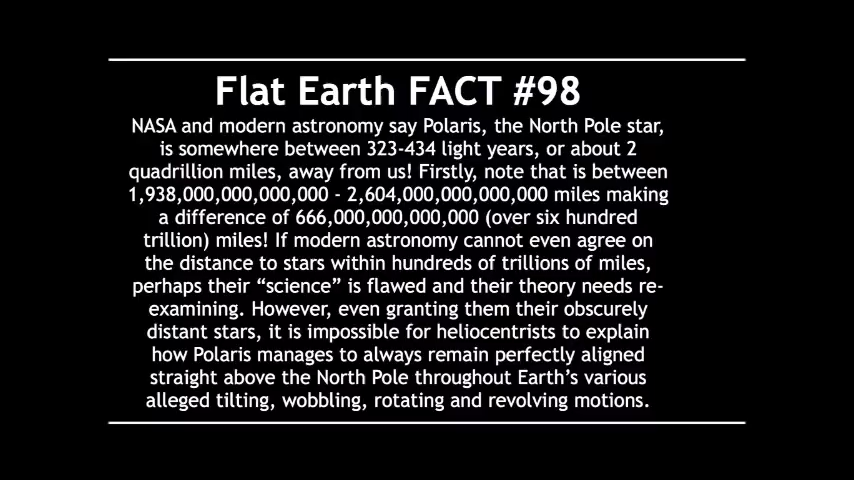 Flat Earth FACT #98
NASA and modern astronomy say Polaris, the North Pole star,
is somewhere between 323-434 light years, or about 2
quadrillion miles, away from us! Firstly, note that is between
1,938,000,000,000,000 - 2,604,000,000,000,000 miles making
a difference of 666,000,000,000,000 (over six hundred
trillion) miles! If modern astronomy cannot even agree on
the distance to stars within hundreds of trillions of miles,
perhaps their “science” is flawed and their theory needs re-
examining. However, even granting them their obscurely
distant stars, it is impossible for heliocentrists to explain
how Polaris manages to always remain perfectly aligned
straight above the North Pole throughout Earth’s various
alleged tilting, wobbling, rotating and revolving motions.